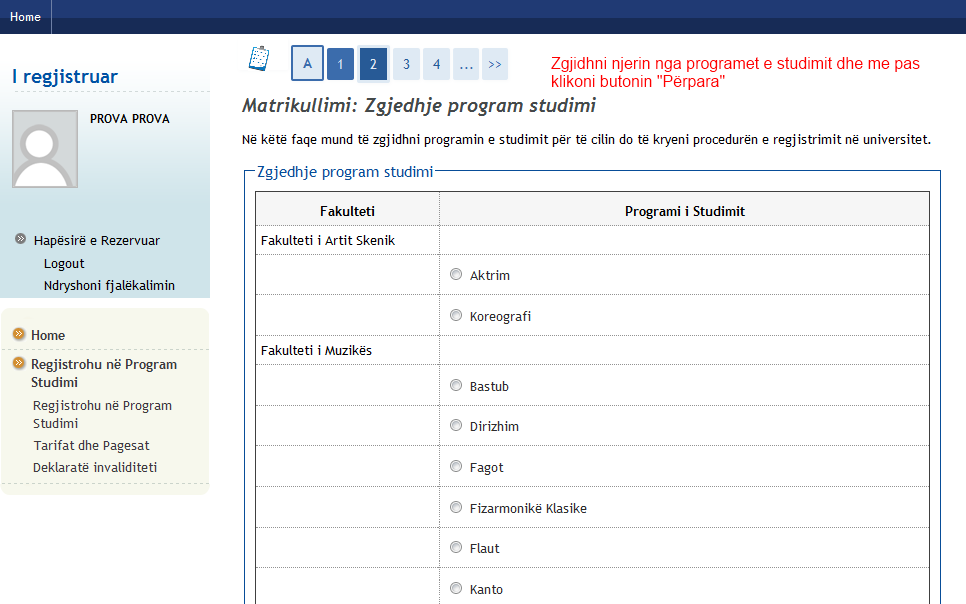 Home
I regjistruar
PROVA PROVA
Hapësirë e Rezervuar
Logout
Ndryshoni fjalëkalimin
Home
Regjistrohu në Program
Studimi
Regjistrohu në Program
Studimi
Tarifat dhe Pagesat
Deklaratë invaliditeti
A 1 2 3 4 ... >>
Zgjidhni njerin nga programet e studimit dhe me pas
klikoni butonin "Përpara"
Matrikullimi: Zgjedhje program studimi
Në këtë faqe mund të zgjidhni programin e studimit për të cilin do të kryeni procedurën e regjistrimit në universitet.
Zgjedhje program studimi
Fakulteti Programi i Studimit
Fakulteti i Artit Skenik
Aktrim
Koreografi
Fakulteti i Muzikës
Bastub
Dirizhim
Fagot
Fizarmonikë Klasike
Flaut
Kanto